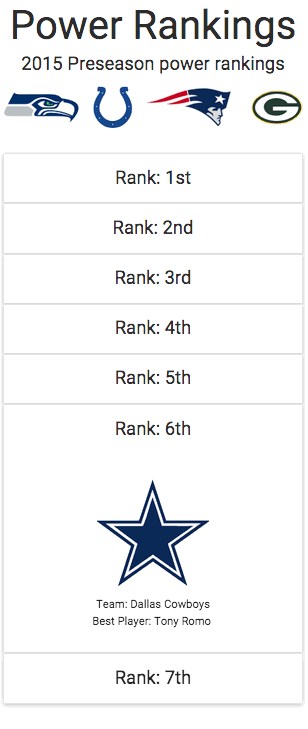 Power Rankings
2015 Preseason power rankings
G
Rank: 1st
Rank: 2nd
Rank: 3rd
Rank: 4th
Rank: 5th
Rank: 6th
Team: Dallas Cowboys
Best Player: Tony Romo
Rank: 7th